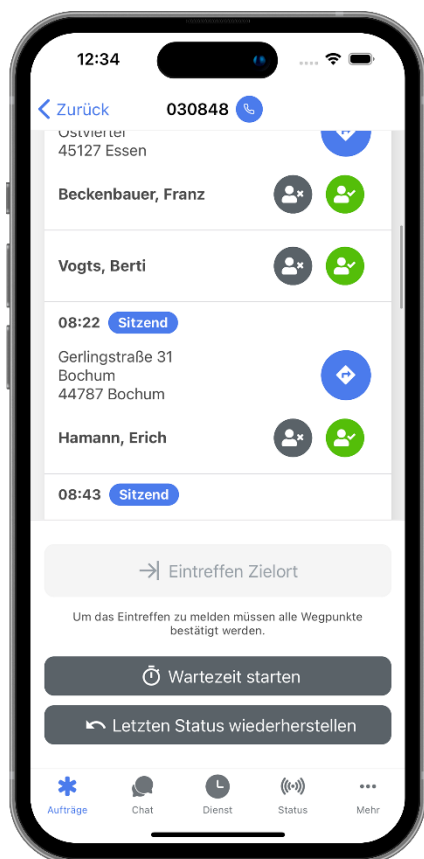 12:34
Zurück
030848
Ostviertel
45127 Essen
Beckenbauer, Franz
Vogts, Berti
08:22 Sitzend
Gerlingstraße 31
Bochum
44787 Bochum
Hamann, Erich
08:43 Sitzend
Eintreffen Zielort
Um das Eintreffen zu melden müssen alle Wegpunkte
bestätigt werden.
Wartezeit starten
Letzten Status wiederherstellen
Aufträge Chat Dienst Status Mehr